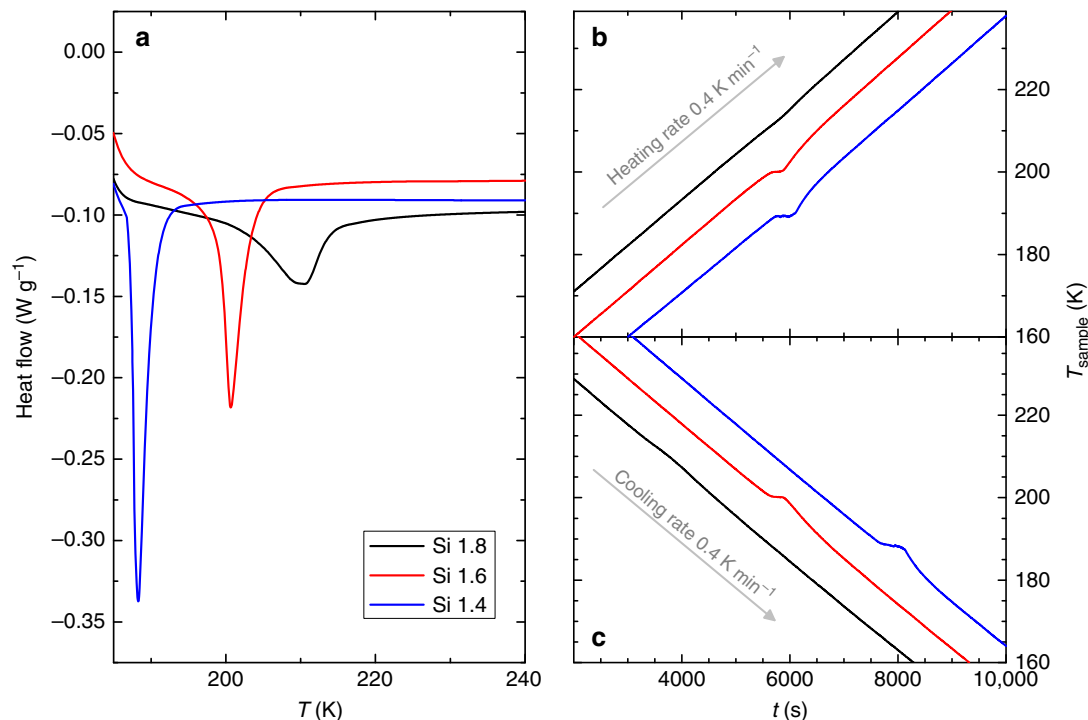 a
0.00
−0.05
−0.10
−0.15
−0.20
−0.25
−0.30
−0.35
Heat flow (W g⁻¹)
Si 1.8
Si 1.6
Si 1.4
200
220
240
T (K)
b
Heating rate 0.4 K min⁻¹
220
200
180
160
Cooling rate 0.4 K min⁻¹
c
220
200
180
160
T_sample (K)
4000
6000
8000
10,000
t (s)